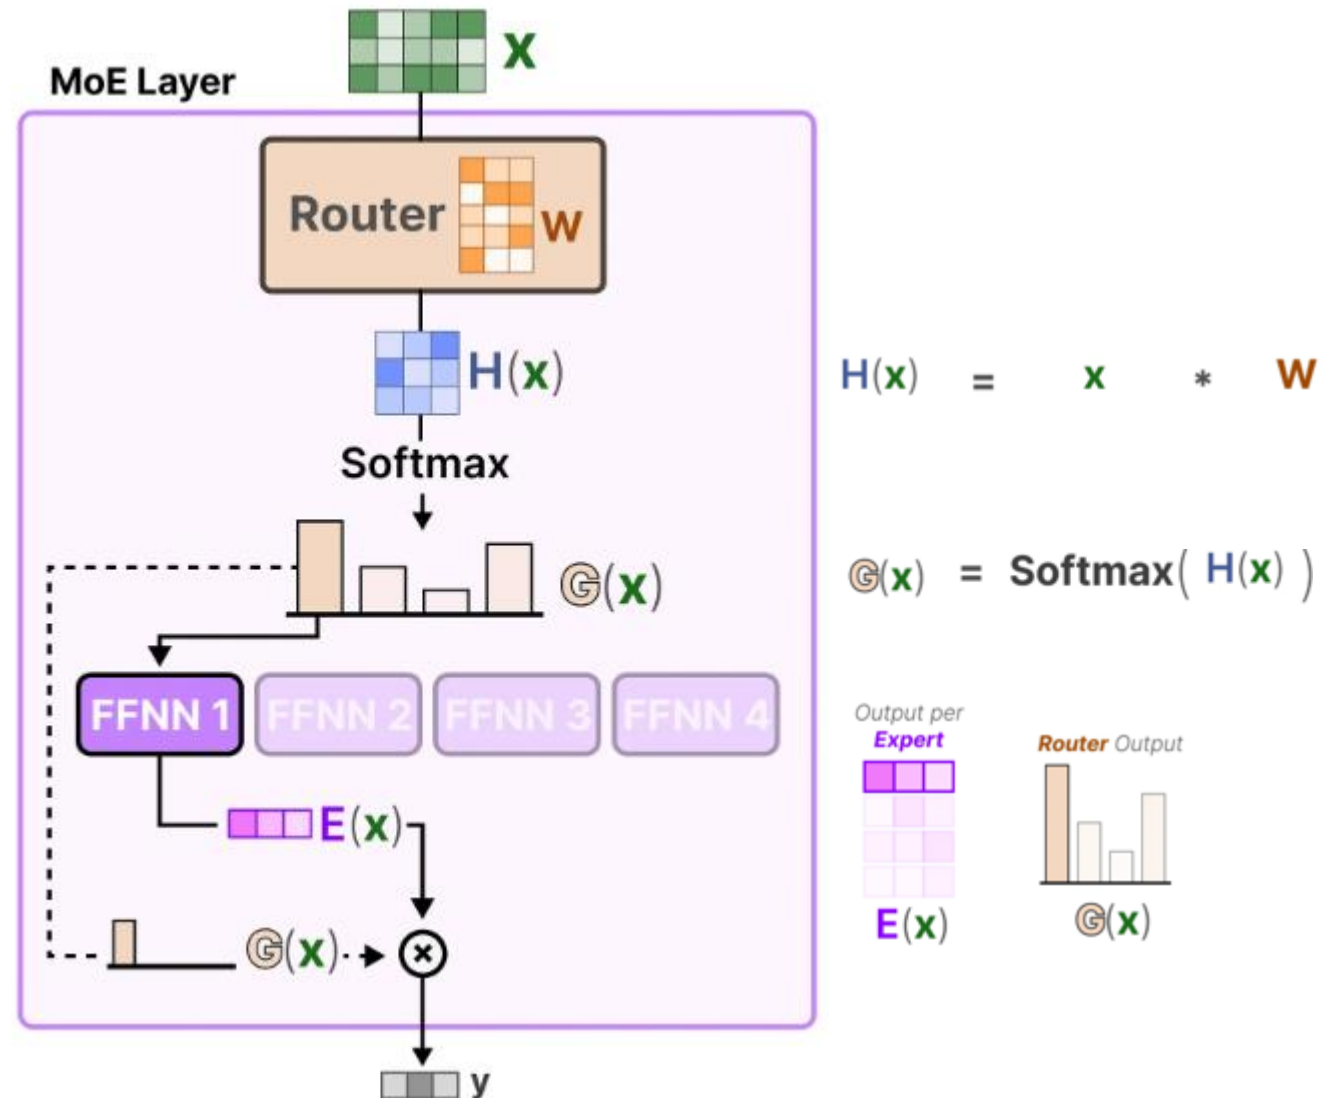 x
MoE Layer
Router W
H(x)
Softmax
G(x)
FFNN 1 FFNN 2 FFNN 3 FFNN 4
E(x)
G(x)
×
y
H(x) = x * W
G(x) = Softmax( H(x) )
Output per
Expert
E(x)
Router Output
G(x)